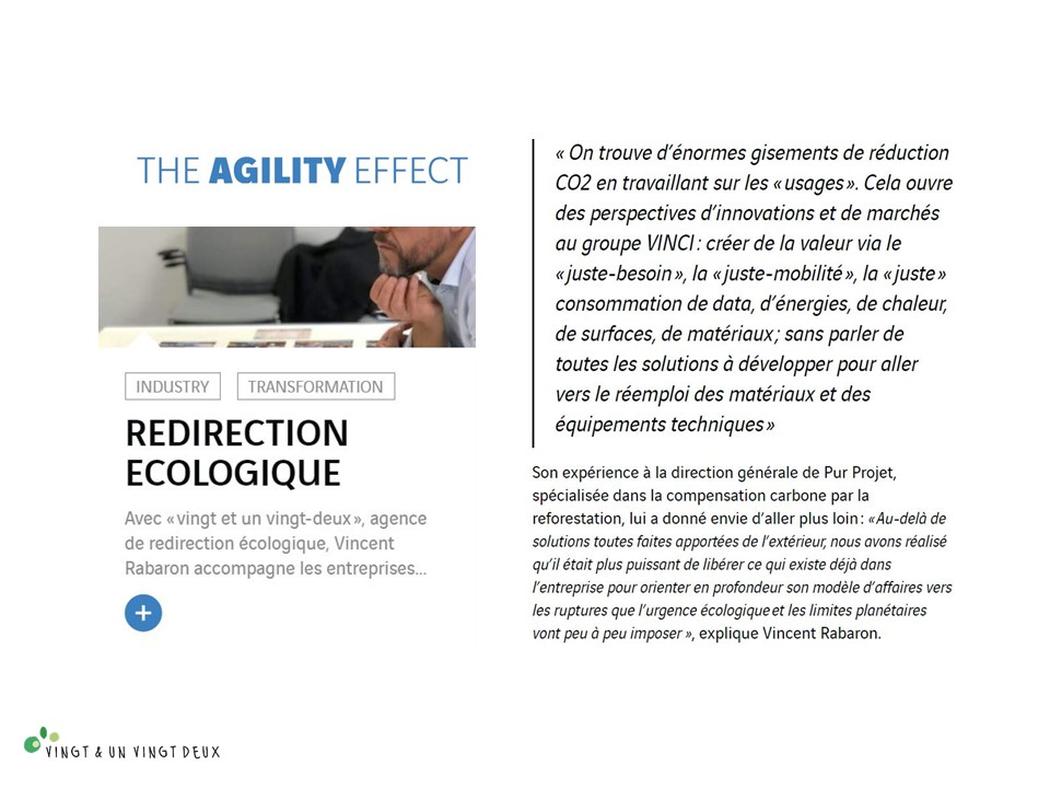 THE AGILITY EFFECT
INDUSTRY
TRANSFORMATION
REDIRECTION
ECOLOGIQUE
Avec « vingt et un vingt-deux », agence
de redirection écologique, Vincent
Rabaron accompagne les entreprises...
+
« On trouve d’énormes gisements de réduction
CO2 en travaillant sur les « usages ». Cela ouvre
des perspectives d’innovations et de marchés
au groupe VINCI : créer de la valeur via le
« juste-besoin », la « juste-mobilité », la « juste »
consommation de data, d’énergies, de chaleur,
de surfaces, de matériaux ; sans parler de
toutes les solutions à développer pour aller
vers le réemploi des matériaux et des
équipements techniques »
Son expérience à la direction générale de Pur Projet,
spécialisée dans la compensation carbone par la
reforestation, lui a donné envie d’aller plus loin : « Au-delà de
solutions toutes faites apportées de l’extérieur, nous avons réalisé
qu’il était plus puissant de libérer ce qui existe déjà dans
l’entreprise pour orienter en profondeur son modèle d’affaires vers
les ruptures que l’urgence écologique et les limites planétaires
vont peu à peu imposer », explique Vincent Rabaron.
VINGT & UN VINGT DEUX